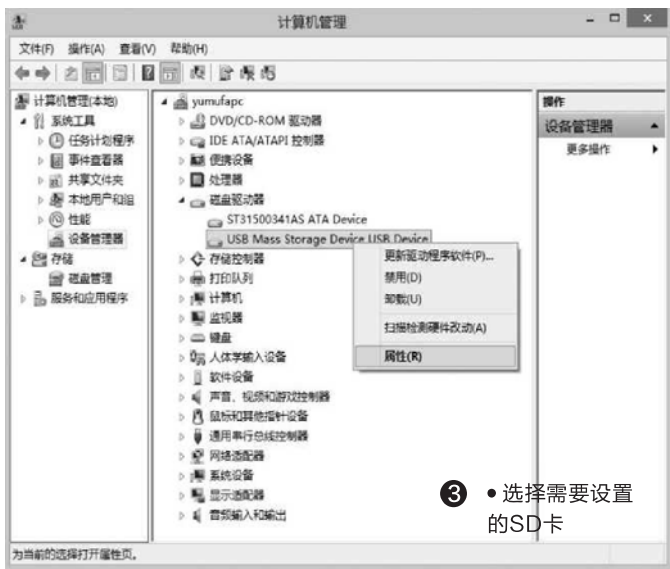 计算机管理
文件(F) 操作(A) 查看(V) 帮助(H)
计算机管理(本地)
系统工具
任务计划程序
事件查看器
共享文件夹
本地用户和组
性能
设备管理器
存储
磁盘管理
服务和应用程序
yumufapc
DVD/CD-ROM 驱动器
IDE ATA/ATAPI 控制器
便携设备
处理器
磁盘驱动器
ST31500341AS ATA Device
USB Mass Storage Device USB Device
存储控制器
打印队列
计算机
监视器
键盘
人体学输入设备
软件设备
声音、视频和游戏控制器
鼠标和其他指针设备
通用串行总线控制器
网络适配器
系统设备
显示适配器
音频输入和输出
更新驱动程序软件(P)...
禁用(D)
卸载(U)
扫描检测硬件改动(A)
属性(R)
操作
设备管理器
更多操作
❸ •选择需要设置
的SD卡
为当前的选择打开属性页。